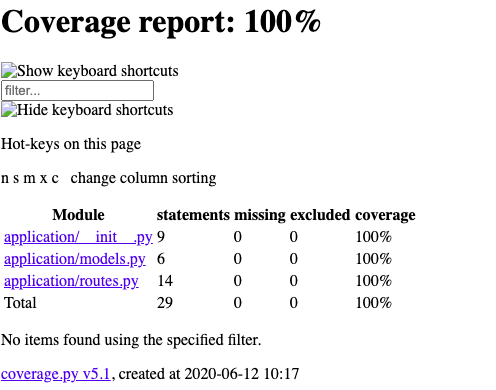 Coverage report: 100%
Show keyboard shortcuts
filter...
Hide keyboard shortcuts
Hot-keys on this page
n s m x c change column sorting
Module statements missing excluded coverage
application/__init__.py 9 0 0 100%
application/models.py 6 0 0 100%
application/routes.py 14 0 0 100%
Total 29 0 0 100%
No items found using the specified filter.
coverage.py v5.1, created at 2020-06-12 10:17